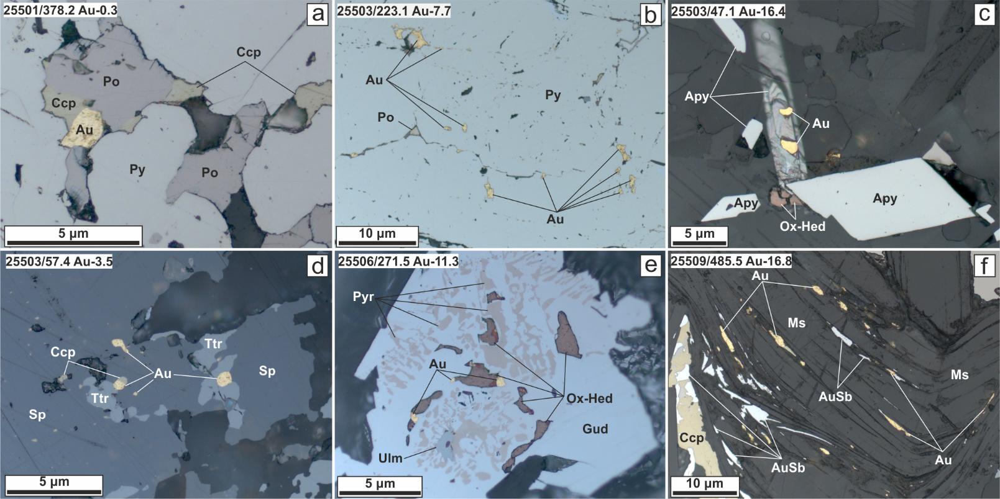 25501/378.2 Au-0.3
a
Ccp
Po
Ccp
Au
Py
Po
5 µm
25503/223.1 Au-7.7
b
Au
Py
Po
Au
10 µm
25503/47.1 Au-16.4
c
Apy
Au
Apy
Apy
Ox-Hed
5 µm
25503/57.4 Au-3.5
d
Ttr
Ccp
Au
Sp
Ttr
Sp
5 µm
25506/271.5 Au-11.3
e
Pyr
Au
Ox-Hed
Gud
Ulm
5 µm
25509/485.5 Au-16.8
f
Au
Ms
Ms
AuSb
Ccp
AuSb
Au
10 µm